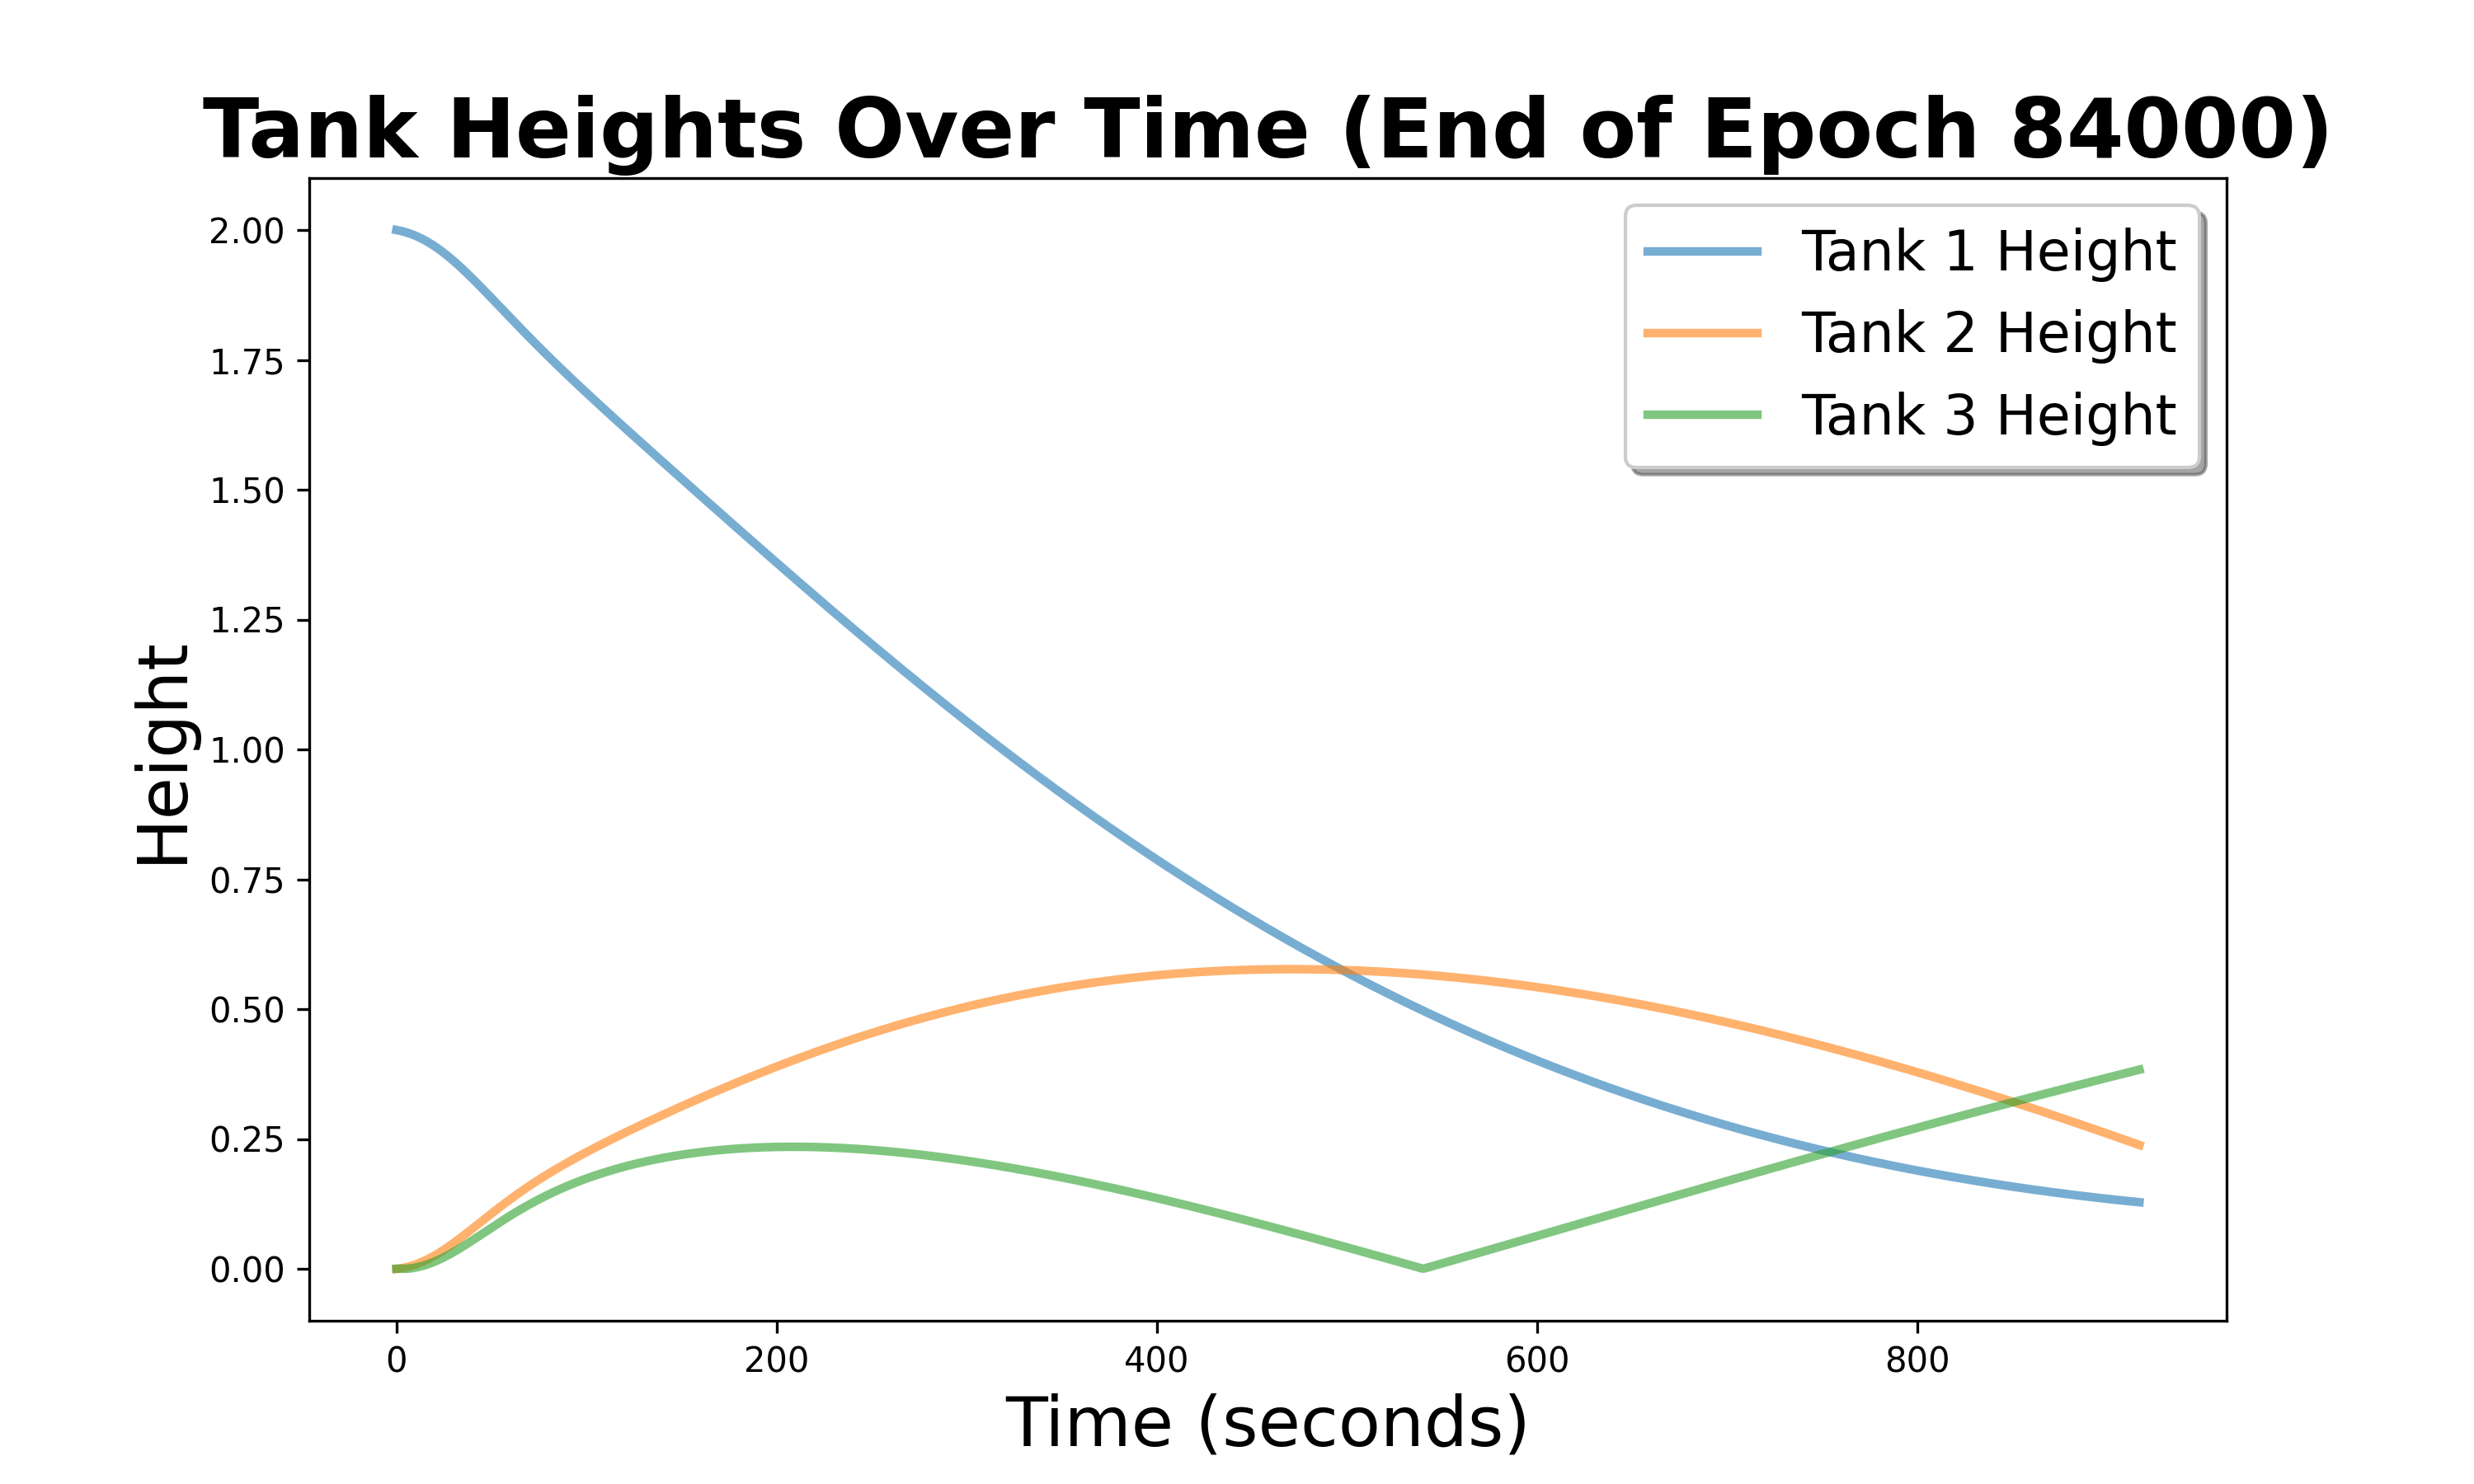 Tank Heights Over Time (End of Epoch 84000)
Tank 1 Height
Tank 2 Height
Tank 3 Height
Height
2.00
1.75
1.50
1.25
1.00
0.75
0.50
0.25
0.00
0 200 400 600 800
Time (seconds)